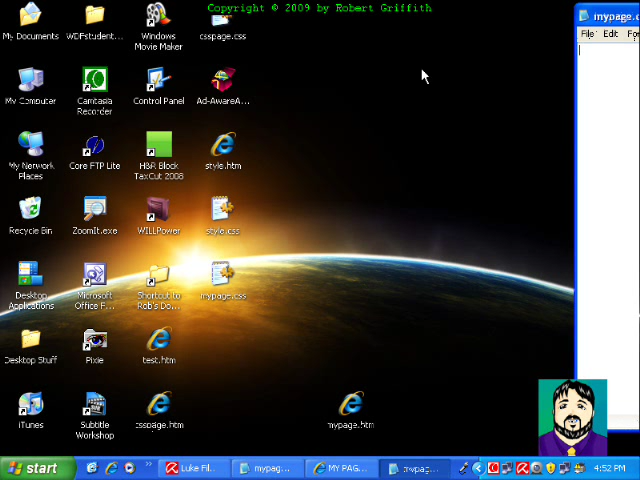 Copyright © 2009 by Robert Griffith
My Documents
WDFstudent...
Windows Movie Maker
csspage.css
mypage.c
File Edit Fo
My Computer
Camtasia Recorder
Control Panel
Ad-AwareA...
My Network Places
Core FTP Lite
H&R Block TaxCut 2008
style.htm
Recycle Bin
ZoomIt.exe
WILLPower
style.css
Desktop Applications
Microsoft Office F...
Shortcut to Rob's Do...
mypage.css
Desktop Stuff
Pixie
test.htm
iTunes
Subtitle Workshop
csspage.htm
mypage.htm
start
Luke Fil...
mypag...
MY PAG...
mypag...
4:52 PM